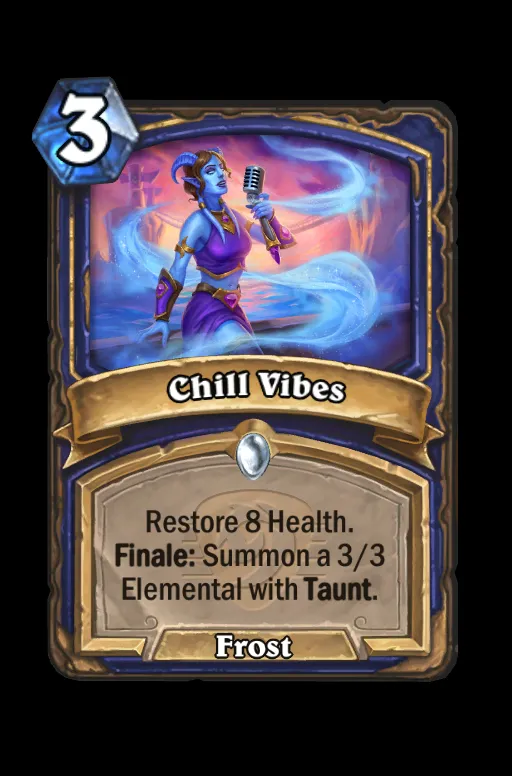 3
Chill Vibes
Restore 8 Health.
Finale: Summon a 3/3
Elemental with Taunt.
Frost